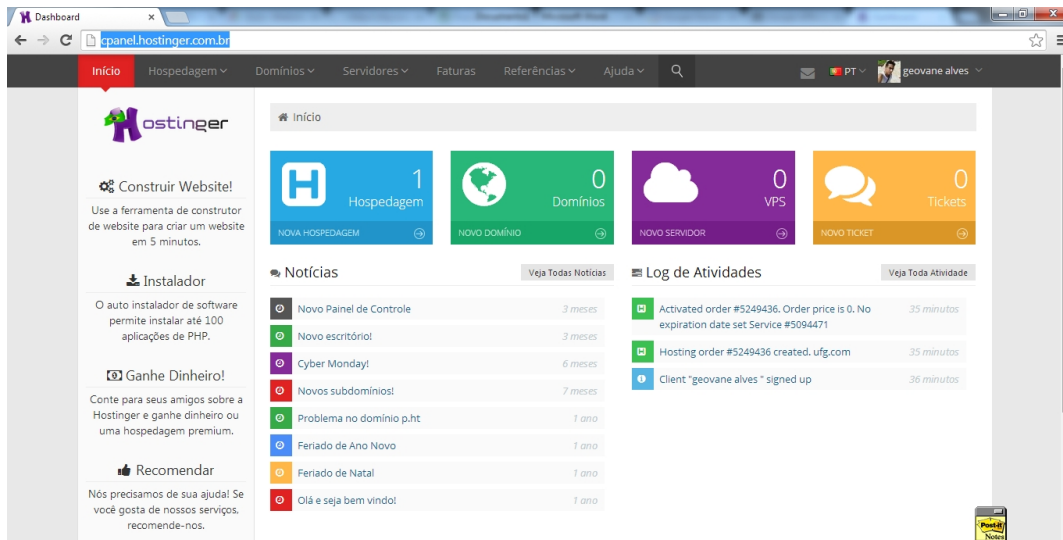 Dashboard
cpanel.hostinger.com.br
Início
Hospedagem
Domínios
Servidores
Faturas
Referências
Ajuda
PT
geovane alves
Hostinger
Início
1
Hospedagem
NOVA HOSPEDAGEM
0
Domínios
NOVO DOMÍNIO
0
VPS
NOVO SERVIDOR
0
Tickets
NOVO TICKET
Construir Website!
Use a ferramenta de construtor
de website para criar um website
em 5 minutos.
Instalador
O auto instalador de software
permite instalar até 100
aplicações de PHP.
Ganhe Dinheiro!
Conte para seus amigos sobre a
Hostinger e ganhe dinheiro ou
uma hospedagem premium.
Recomendar
Nós precisamos de sua ajuda! Se
você gosta de nossos serviços,
recomende-nos.
Notícias
Veja Todas Notícias
Novo Painel de Controle 3 meses
Novo escritório! 3 meses
Cyber Monday! 6 meses
Novos subdomínios! 7 meses
Problema no domínio p.ht 1 ano
Feriado de Ano Novo 1 ano
Feriado de Natal 1 ano
Olá e seja bem vindo! 1 ano
Log de Atividades
Veja Toda Atividade
Activated order #5249436. Order price is 0. No 35 minutos
expiration date set Service #5094471
Hosting order #5249436 created. ufg.com 35 minutos
Client "geovane alves " signed up 36 minutos
Post-it
Notes